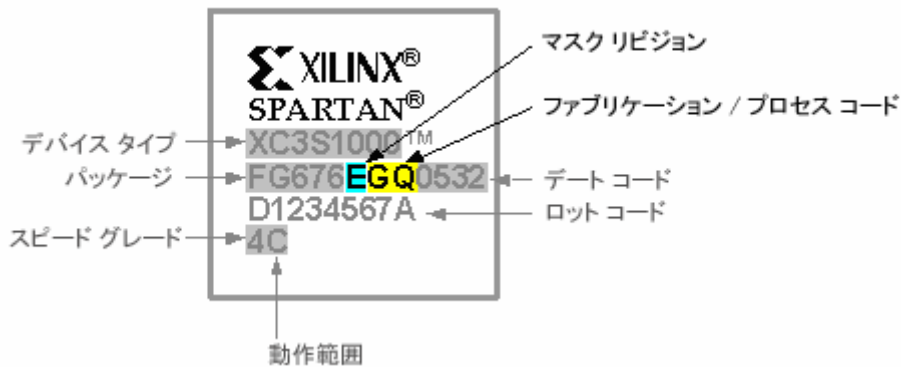 XILINX®
SPARTAN®
XC3S1000™
FG676EGQ0532
D1234567A
4C
マスク リビジョン
ファブリケーション / プロセス コード
デバイス タイプ
パッケージ
デート コード
ロット コード
スピード グレード
動作範囲